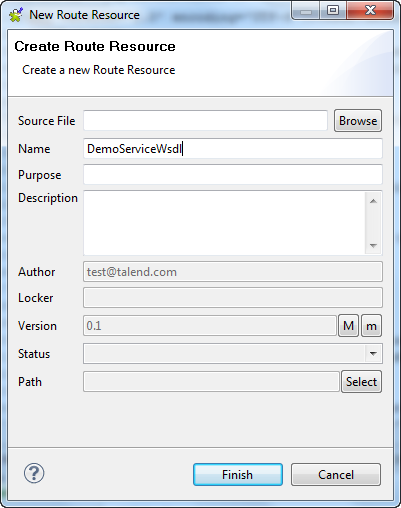 New Route Resource
Create Route Resource
Create a new Route Resource
Source File
Browse
Name
DemoServiceWsdl
Purpose
Description
Author
test@talend.com
Locker
Version
0.1
M
m
Status
Path
Select
?
Finish
Cancel